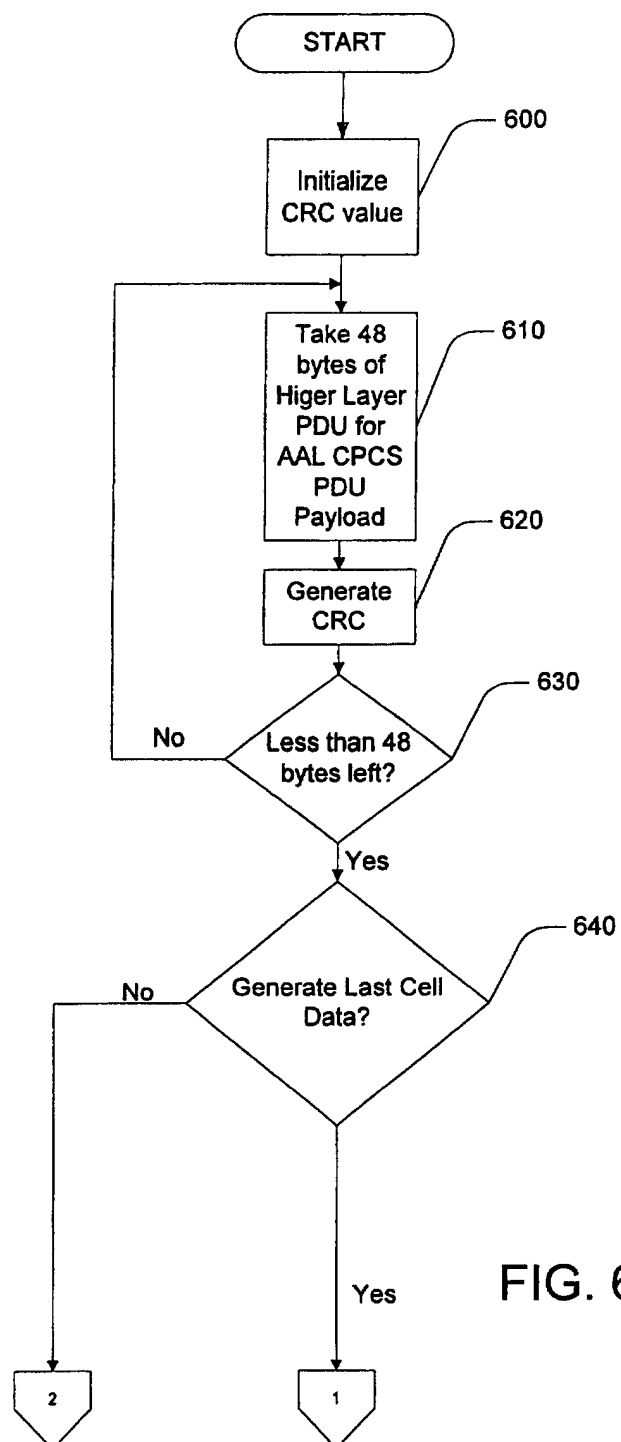 START
600
Initialize
CRC value
610
Take 48
bytes of
Higer Layer
PDU for
AAL CPCS
PDU
Payload
620
Generate
CRC
630
Less than 48
bytes left?
No
Yes
640
Generate Last Cell
Data?
No
Yes
FIG. 6
2
1